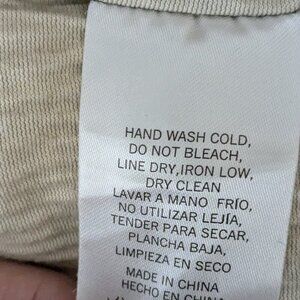 HAND WASH COLD,
DO NOT BLEACH,
LINE DRY,IRON LOW,
DRY CLEAN
LAVAR A MANO FRÍO,
NO UTILIZAR LEJÍA,
TENDER PARA SECAR,
PLANCHA BAJA,
LIMPIEZA EN SECO
MADE IN CHINA
HECHO EN CHINA